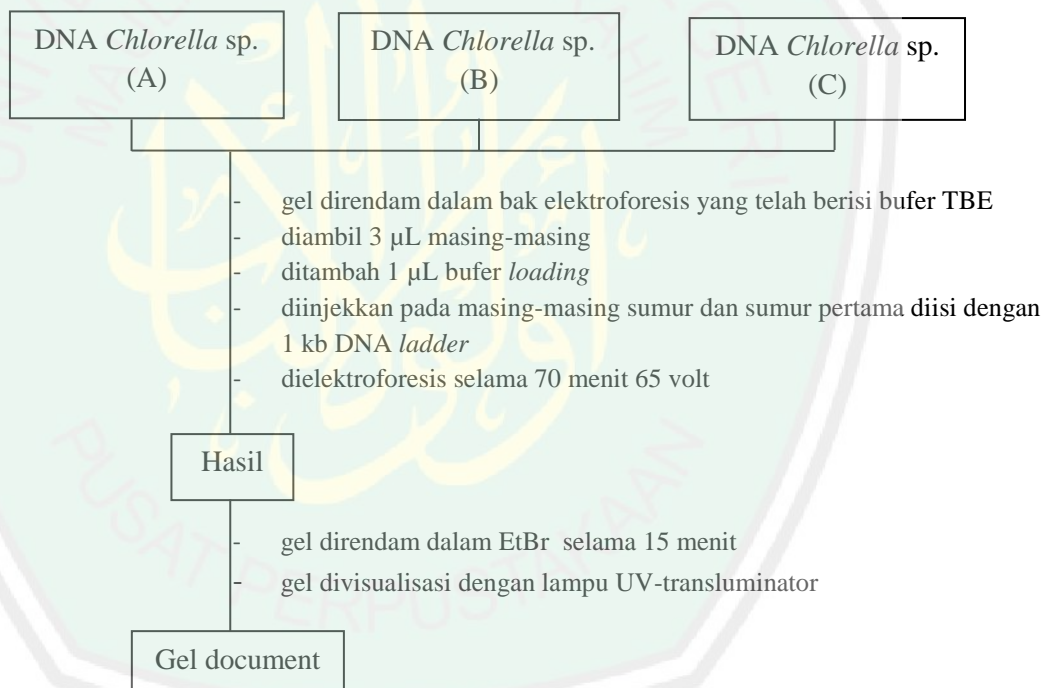 DNA Chlorella sp.
(A)
DNA Chlorella sp.
(B)
DNA Chlorella sp.
(C)
- gel direndam dalam bak elektroforesis yang telah berisi bufer TBE
- diambil 3 µL masing-masing
- ditambah 1 µL bufer loading
- diinjekkan pada masing-masing sumur dan sumur pertama diisi dengan
1 kb DNA ladder
- dielektroforesis selama 70 menit 65 volt
Hasil
- gel direndam dalam EtBr selama 15 menit
- gel divisualisasi dengan lampu UV-transluminator
Gel document
PUSAT PERPUSTAKAAN